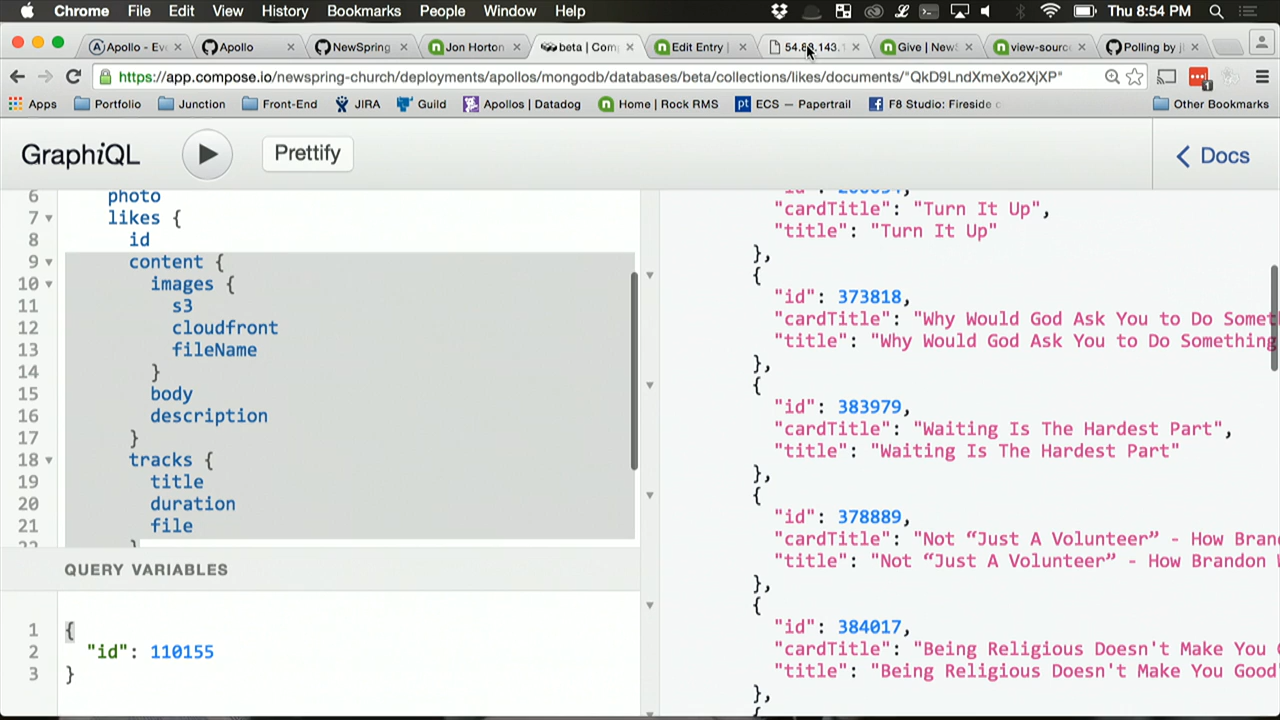 Chrome File Edit View History Bookmarks People Window Help Thu 8:54 PM
Apollo - Eve Apollo NewSpring Jon Horton beta | Com Edit Entry | 54.88.143.1 Give | NewS view-sourc Polling by j
https://app.compose.io/newspring-church/deployments/apollos/mongodb/databases/beta/collections/likes/documents/"QkD9LndXmeXo2XjXP"
Apps Portfolio Junction Front-End JIRA Guild Apollos | Datadog Home | Rock RMS ECS — Papertrail F8 Studio: Fireside c Other Bookmarks
GraphiQL Prettify Docs
6 photo
7 likes {
8 id
9 content {
10 images {
11 s3
12 cloudfront
13 fileName
14 }
15 body
16 description
17 }
18 tracks {
19 title
20 duration
21 file
22 }
QUERY VARIABLES
1 {
2 "id": 110155
3 }
"cardTitle": "Turn It Up",
"title": "Turn It Up"
},
{
"id": 373818,
"cardTitle": "Why Would God Ask You to Do Somet
"title": "Why Would God Ask You to Do Something
},
{
"id": 383979,
"cardTitle": "Waiting Is The Hardest Part",
"title": "Waiting Is The Hardest Part"
},
{
"id": 378889,
"cardTitle": "Not “Just A Volunteer” - How Bran
"title": "Not “Just A Volunteer” - How Brandon W
},
{
"id": 384017,
"cardTitle": "Being Religious Doesn't Make You G
"title": "Being Religious Doesn't Make You Good"
},
{